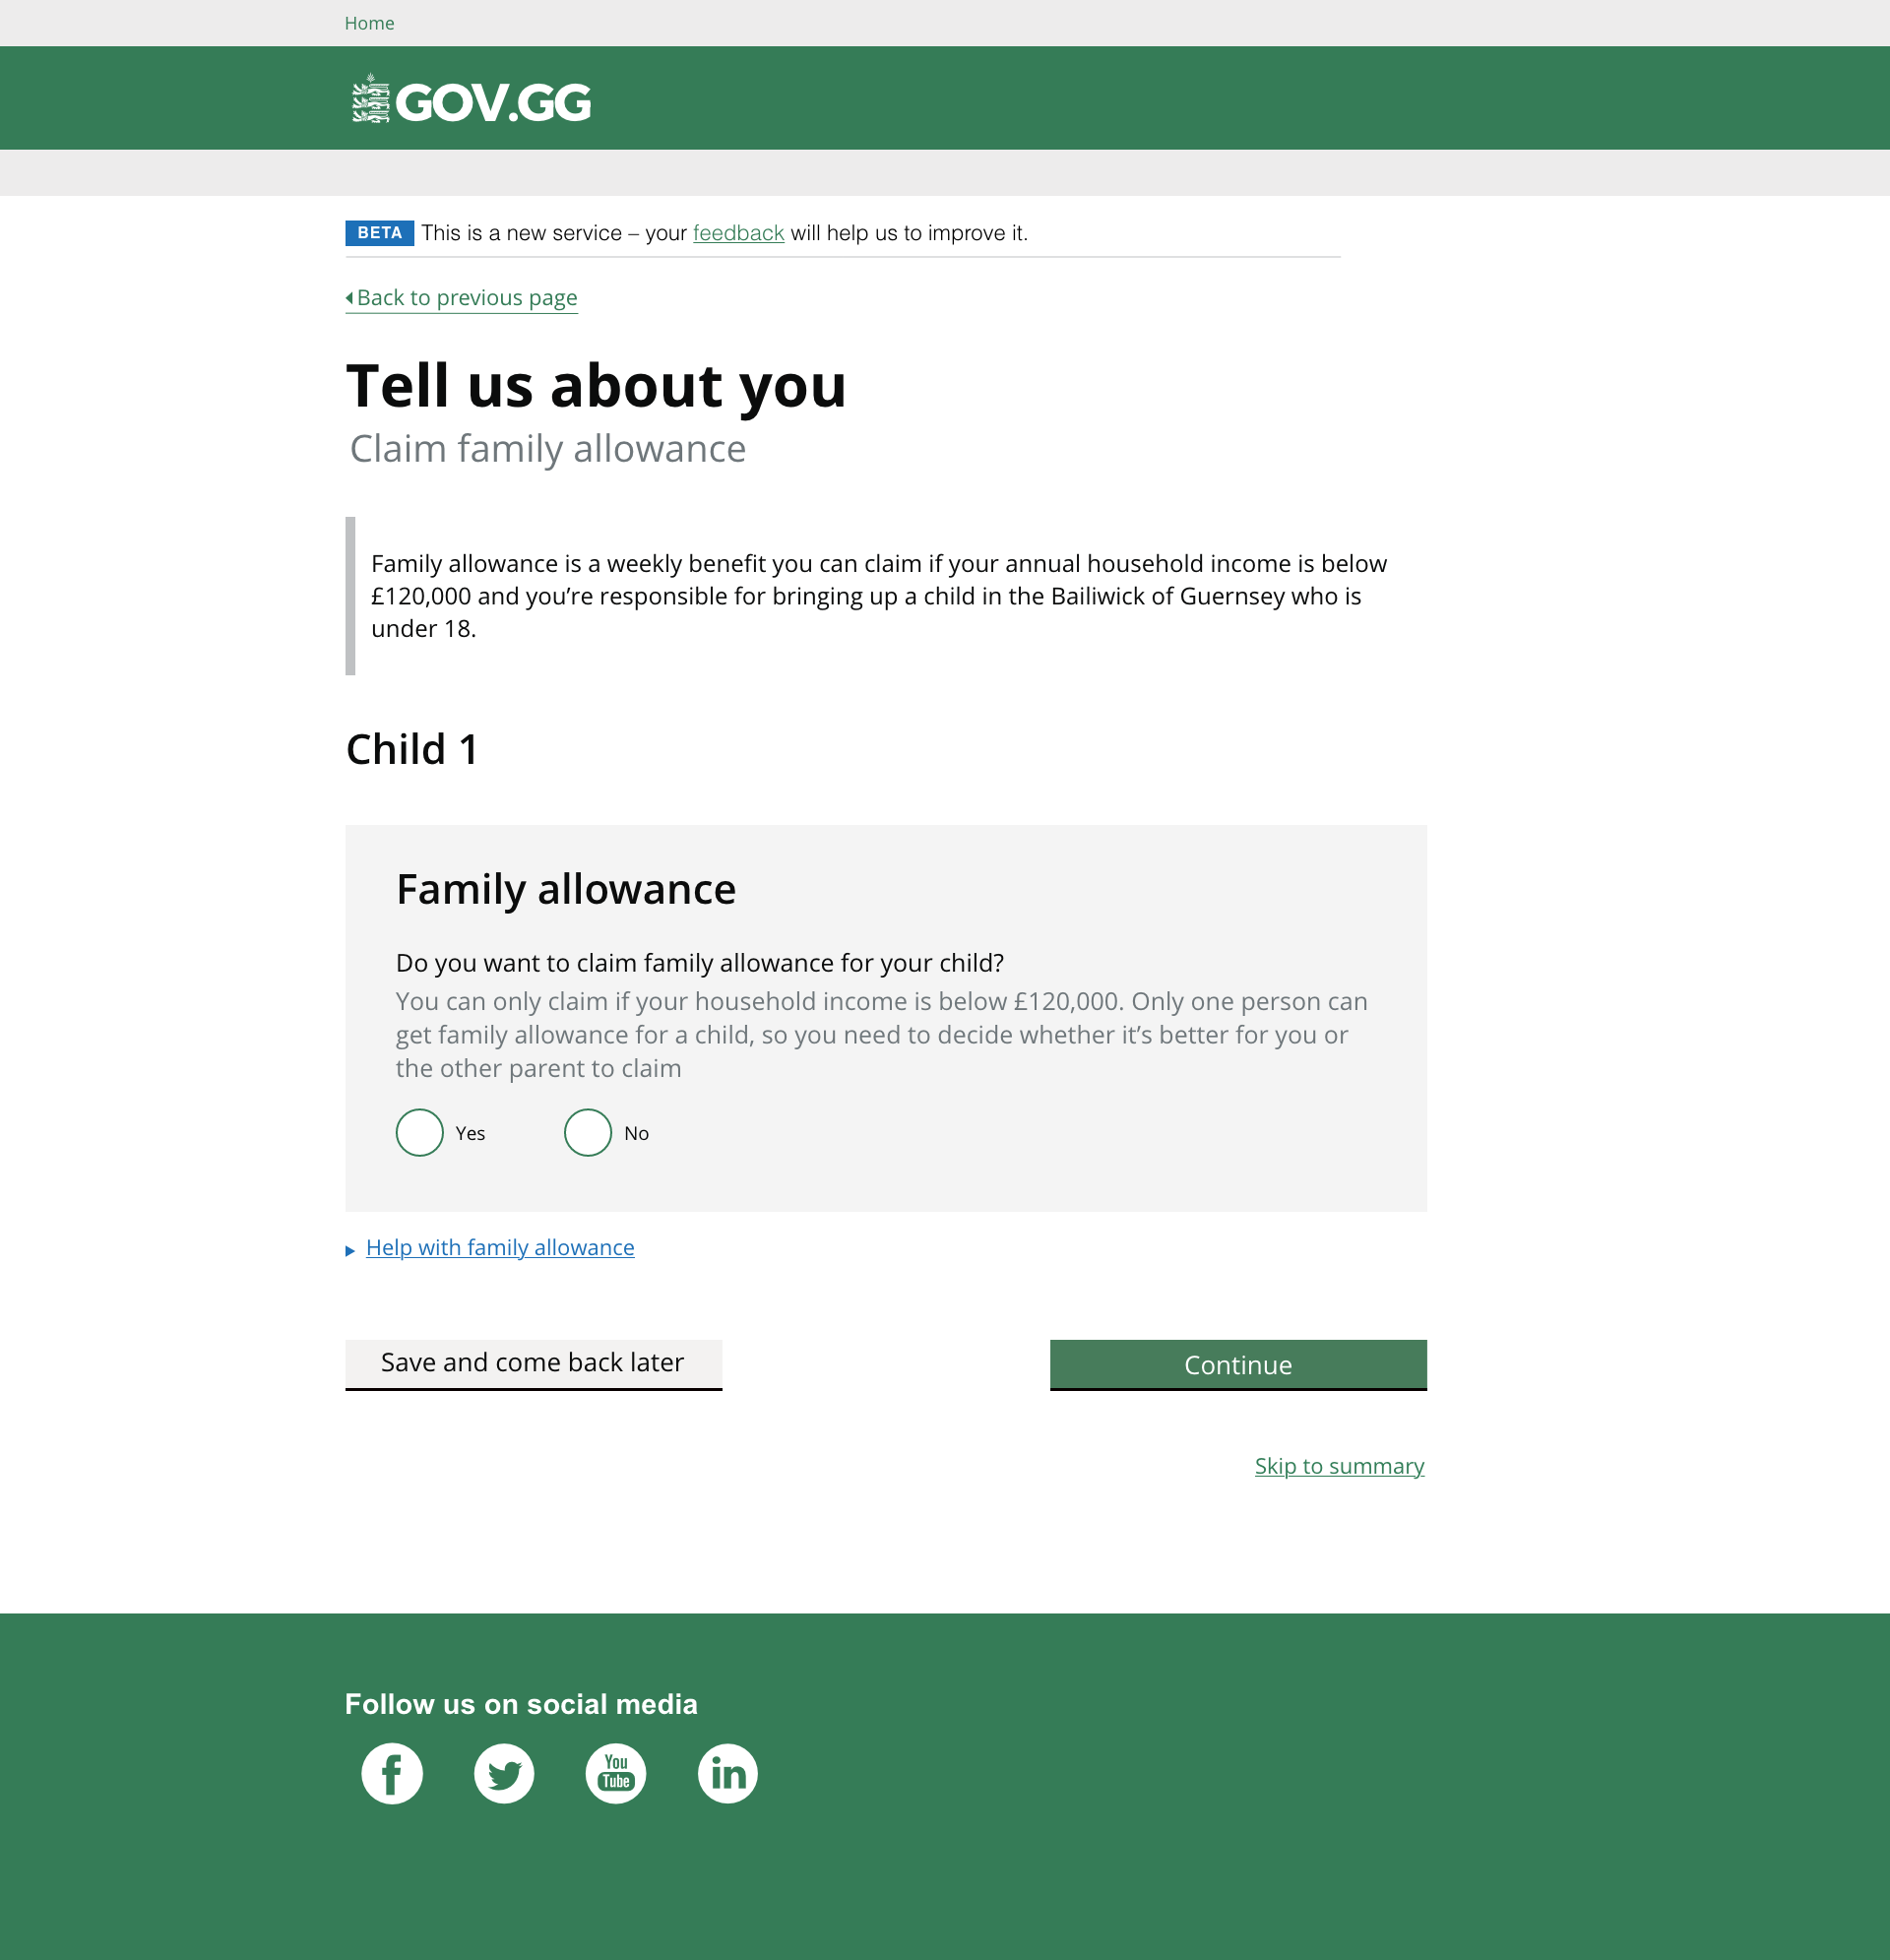 Home
GOV.GG
BETA This is a new service – your feedback will help us to improve it.
Back to previous page
Tell us about you
Claim family allowance
Family allowance is a weekly benefit you can claim if your annual household income is below
£120,000 and you’re responsible for bringing up a child in the Bailiwick of Guernsey who is
under 18.
Child 1
Family allowance
Do you want to claim family allowance for your child?
You can only claim if your household income is below £120,000. Only one person can
get family allowance for a child, so you need to decide whether it’s better for you or
the other parent to claim
Yes No
Help with family allowance
Save and come back later Continue
Skip to summary
Follow us on social media
f You Tube in